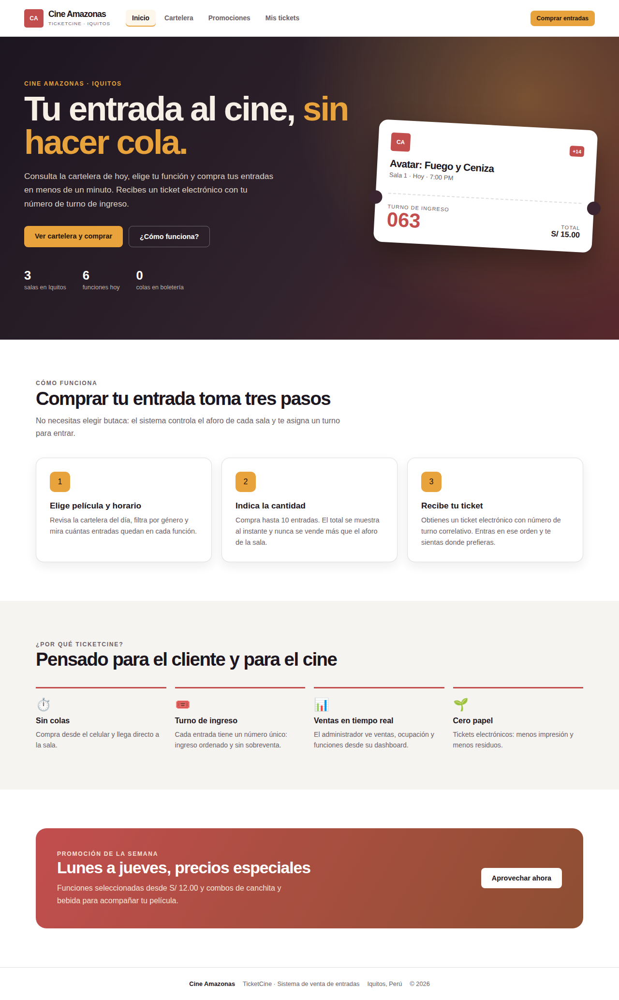 CA
Cine Amazonas
TICKETCINE · IQUITOS
Inicio
Cartelera
Promociones
Mis tickets
Comprar entradas
CINE AMAZONAS · IQUITOS
Tu entrada al cine, sin
hacer cola.
Consulta la cartelera de hoy, elige tu función y compra tus entradas
en menos de un minuto. Recibes un ticket electrónico con tu
número de turno de ingreso.
Ver cartelera y comprar
¿Cómo funciona?
3
salas en Iquitos
6
funciones hoy
0
colas en boletería
CA
+14
Avatar: Fuego y Ceniza
Sala 1 · Hoy · 7:00 PM
TURNO DE INGRESO
063
TOTAL
S/ 15.00
CÓMO FUNCIONA
Comprar tu entrada toma tres pasos
No necesitas elegir butaca: el sistema controla el aforo de cada sala y te asigna un turno
para entrar.
1
Elige película y horario
Revisa la cartelera del día, filtra por género y
mira cuántas entradas quedan en cada función.
2
Indica la cantidad
Compra hasta 10 entradas. El total se muestra
al instante y nunca se vende más que el aforo
de la sala.
3
Recibe tu ticket
Obtienes un ticket electrónico con número de
turno correlativo. Entras en ese orden y te
sientas donde prefieras.
¿POR QUÉ TICKETCINE?
Pensado para el cliente y para el cine
Sin colas
Compra desde el celular y llega directo a
la sala.
Turno de ingreso
Cada entrada tiene un número único:
ingreso ordenado y sin sobreventa.
Ventas en tiempo real
El administrador ve ventas, ocupación y
funciones desde su dashboard.
Cero papel
Tickets electrónicos: menos impresión y
menos residuos.
PROMOCIÓN DE LA SEMANA
Lunes a jueves, precios especiales
Funciones seleccionadas desde S/ 12.00 y combos de canchita y
bebida para acompañar tu película.
Aprovechar ahora
Cine Amazonas
TicketCine · Sistema de venta de entradas
Iquitos, Perú
© 2026